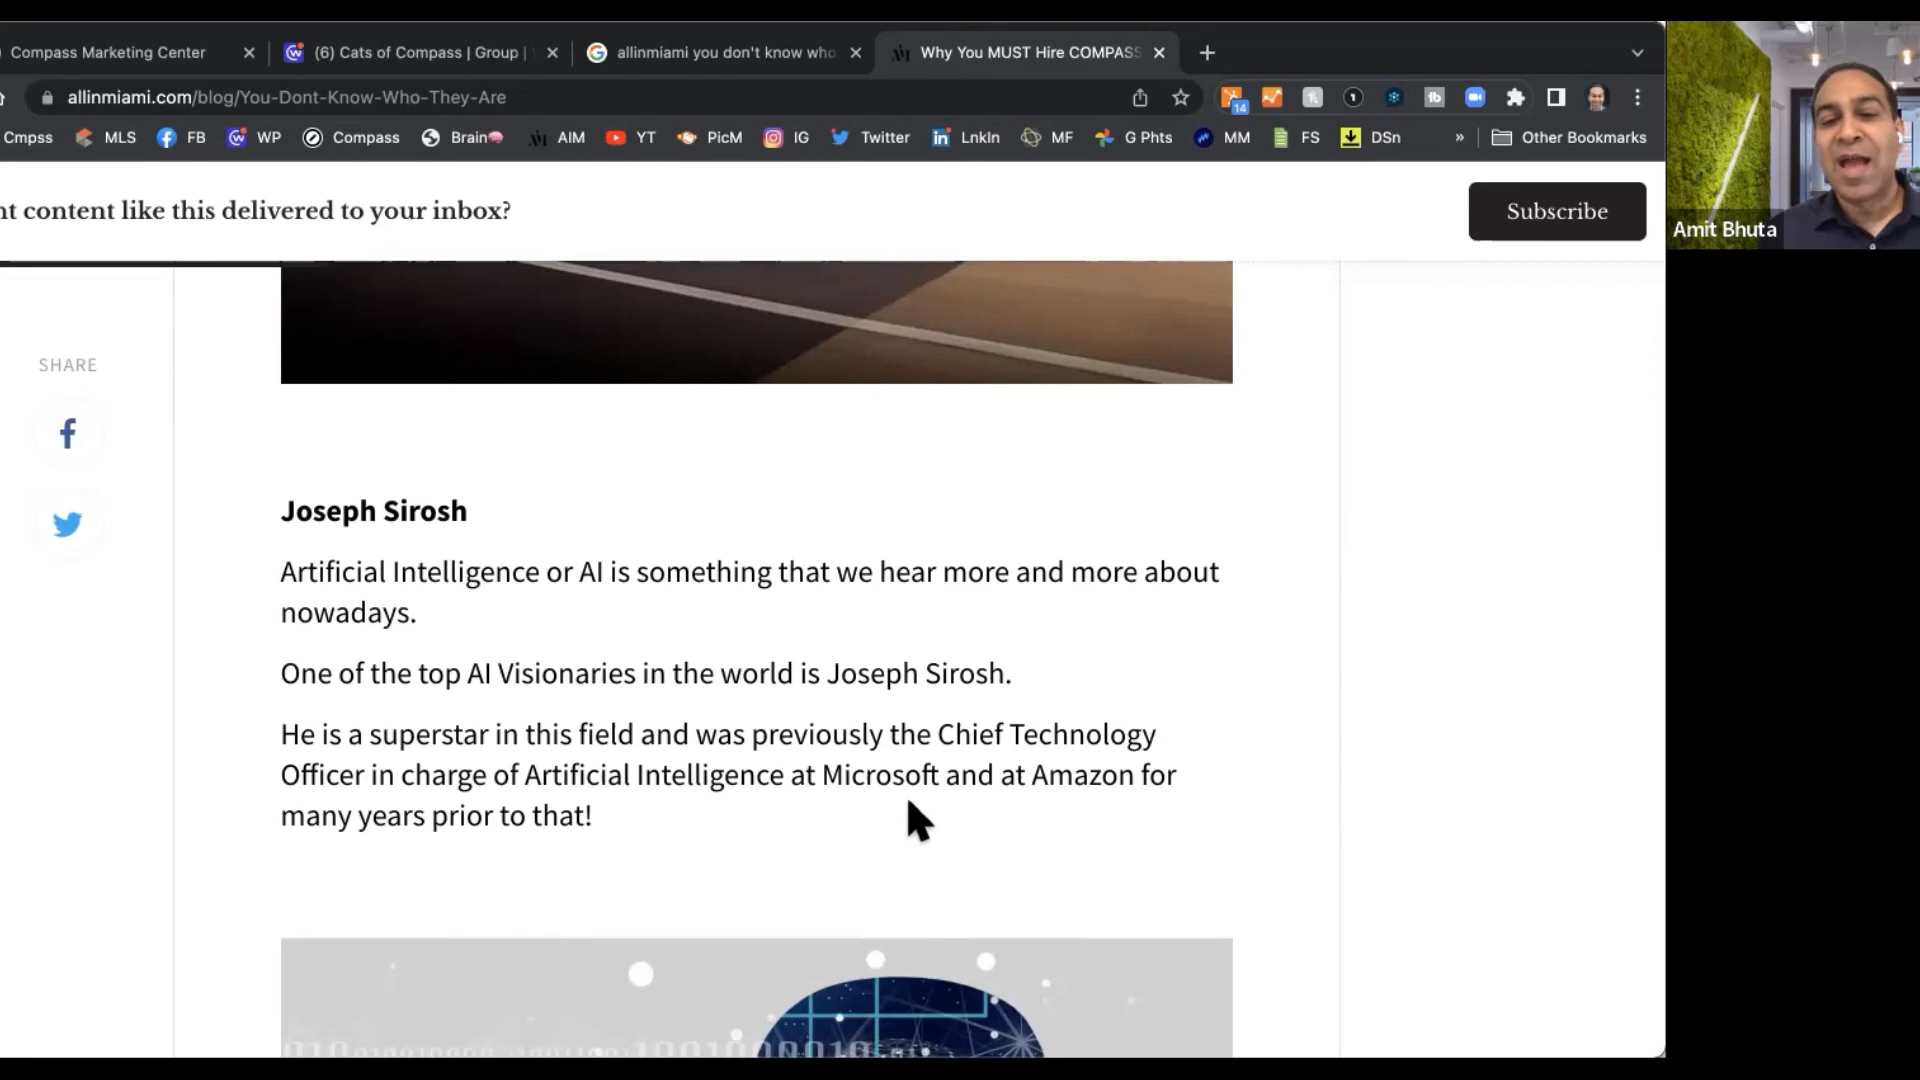 Compass Marketing Center
(6) Cats of Compass | Group |
allinmiami you don't know who
Why You MUST Hire COMPASS
allinmiami.com/blog/You-Dont-Know-Who-They-Are
14
Cmpss
MLS
FB
WP
Compass
Brain
AIM
YT
PicM
IG
Twitter
LnkIn
MF
G Phts
MM
FS
DSn
»
Other Bookmarks
nt content like this delivered to your inbox?
Subscribe
Amit Bhuta
SHARE
Joseph Sirosh
Artificial Intelligence or AI is something that we hear more and more about
nowadays.
One of the top AI Visionaries in the world is Joseph Sirosh.
He is a superstar in this field and was previously the Chief Technology
Officer in charge of Artificial Intelligence at Microsoft and at Amazon for
many years prior to that!